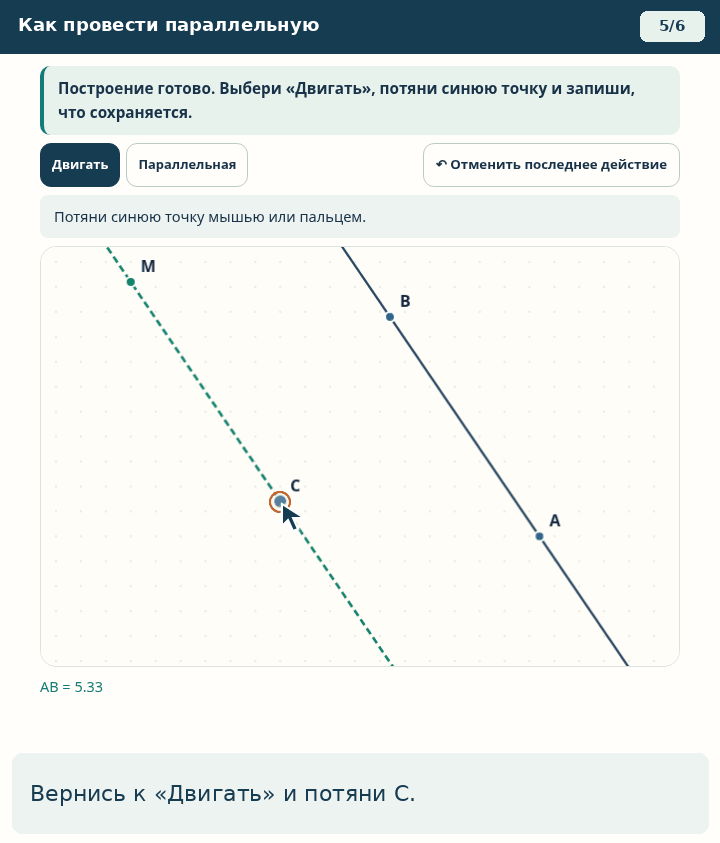 Как провести параллельную
5/6
Построение готово. Выбери «Двигать», потяни синюю точку и запиши,
что сохраняется.
Двигать
Параллельная
↶ Отменить последнее действие
Потяни синюю точку мышью или пальцем.
M
B
C
A
AB = 5.33
Вернись к «Двигать» и потяни C.